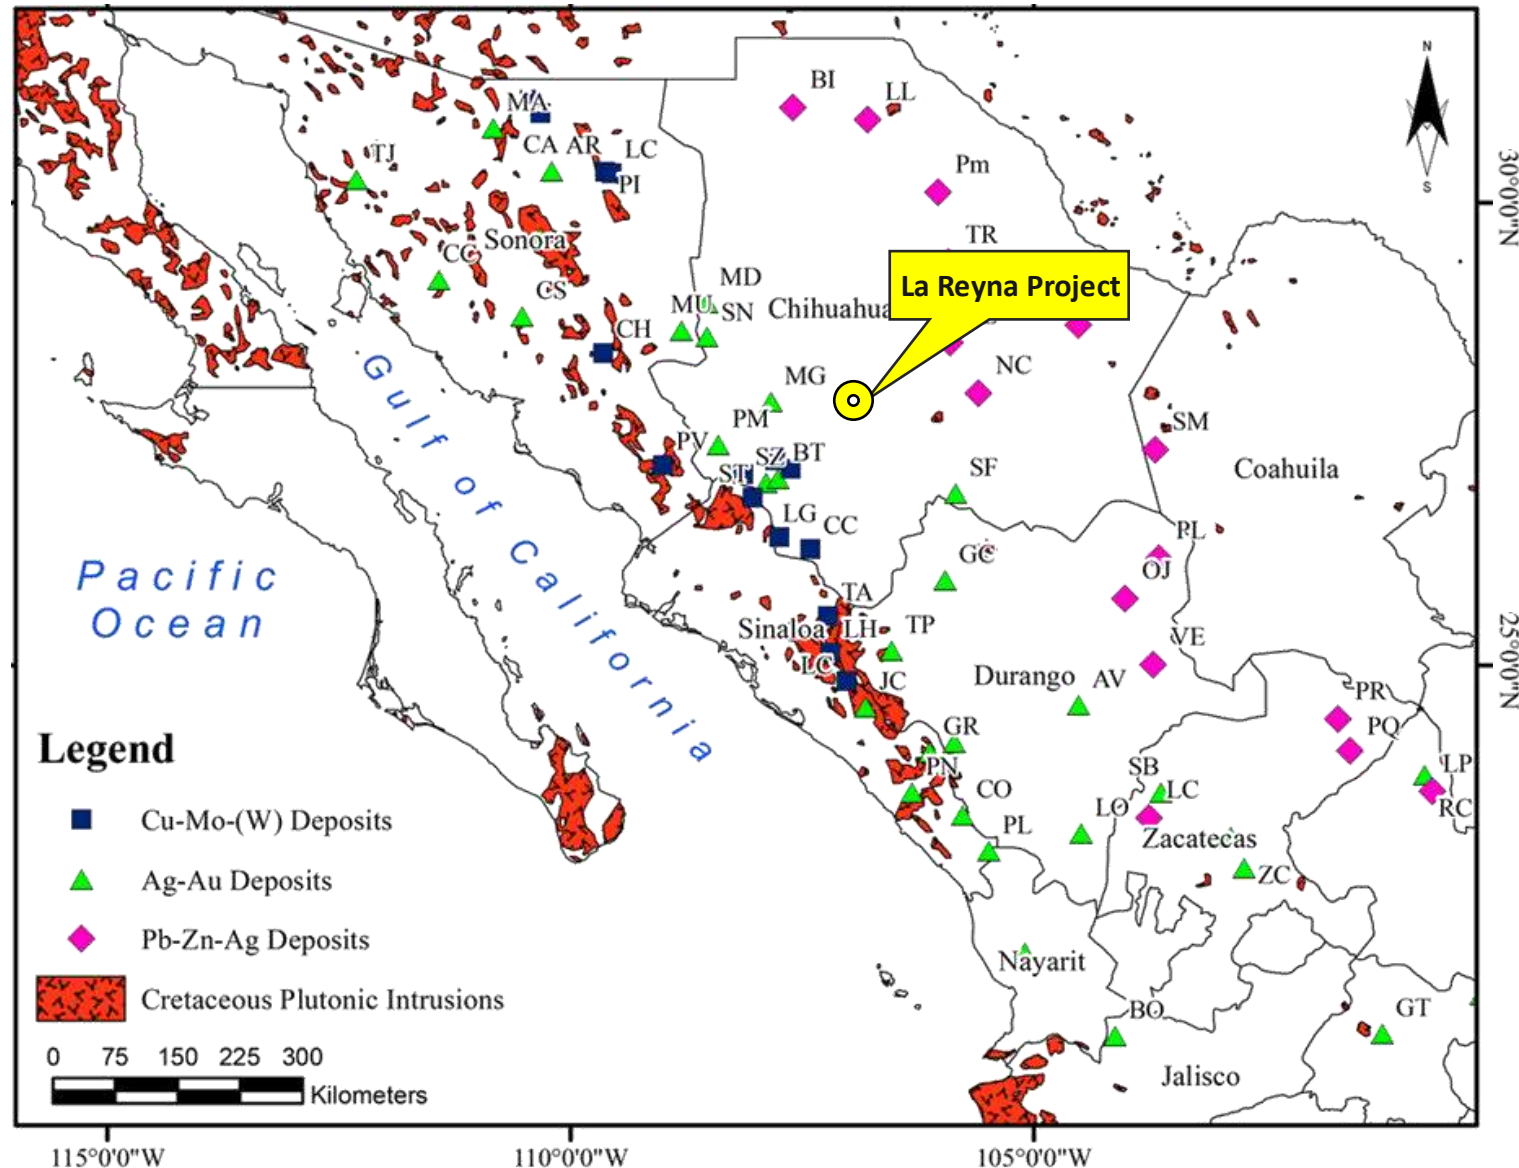 N
S
BI
LL
MA
CA
AR
LC
PI
TJ
Pm
30°0'0"N
TR
Sonora
CG
CS
MD
MU
SN
Chihuahua
La Reyna Project
CH
NC
MG
PM
PV
SZ
BT
ST
SM
SF
Coahuila
LG
CC
PL
GC
OJ
Gulf of California
Pacific
Ocean
TA
Sinaloa
LH
TP
VE
LC
JC
Durango
AV
25°0'0"N
PR
PQ
GR
PN
SB
LC
LP
RC
CO
LO
PL
Zacatecas
ZC
Nayarit
BO
GT
Jalisco
Legend
Cu-Mo-(W) Deposits
Ag-Au Deposits
Pb-Zn-Ag Deposits
Cretaceous Plutonic Intrusions
0 75 150 225 300
Kilometers
115°0'0"W
110°0'0"W
105°0'0"W